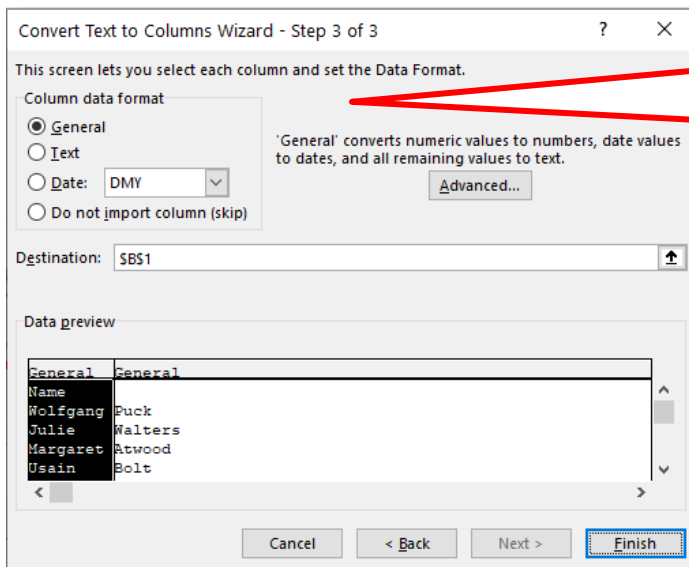 Convert Text to Columns Wizard - Step 3 of 3 ? ×
This screen lets you select each column and set the Data Format.
Column data format
General
Text
Date: DMY
Do not import column (skip)
'General' converts numeric values to numbers, date values
to dates, and all remaining values to text.
Advanced...
Destination: $B$1
Data preview
General General
Name
Wolfgang Puck
Julie Walters
Margaret Atwood
Usain Bolt
Cancel < Back Next > Finish